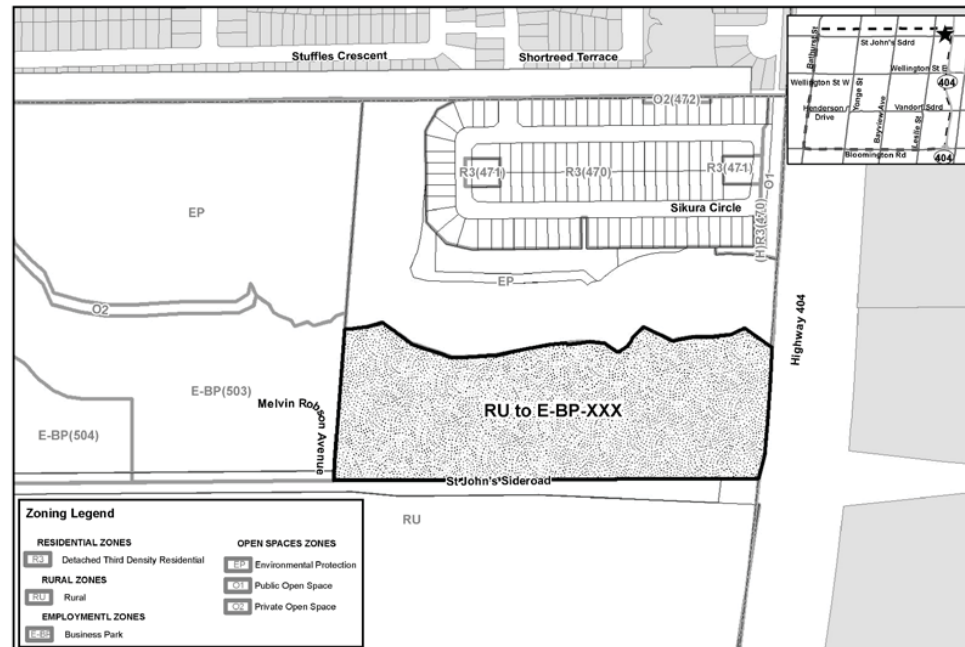 Stuffles Crescent
Shortreed Terrace
Bathurst St
St John's Sdrd
Wellington St E
Wellington St W
404
Yonge St
Henderson /
Drive
Bayview Ave
Leslie St
Vandorf Sdrd
Bloomington Rd
404
O2(472)
R3(471)
R3(470)
R3(471)
O1
Sikura Circle
(H)R3(470)
EP
EP
O2
Highway 404
E-BP(503)
Melvin Robson Avenue
E-BP(504)
RU to E-BP-XXX
St John's Sideroad
RU
Zoning Legend
RESIDENTIAL ZONES
R3 Detached Third Density Residential
RURAL ZONES
RU Rural
EMPLOYMENTL ZONES
E-BP Business Park
OPEN SPACES ZONES
EP Environmental Protection
O1 Public Open Space
O2 Private Open Space